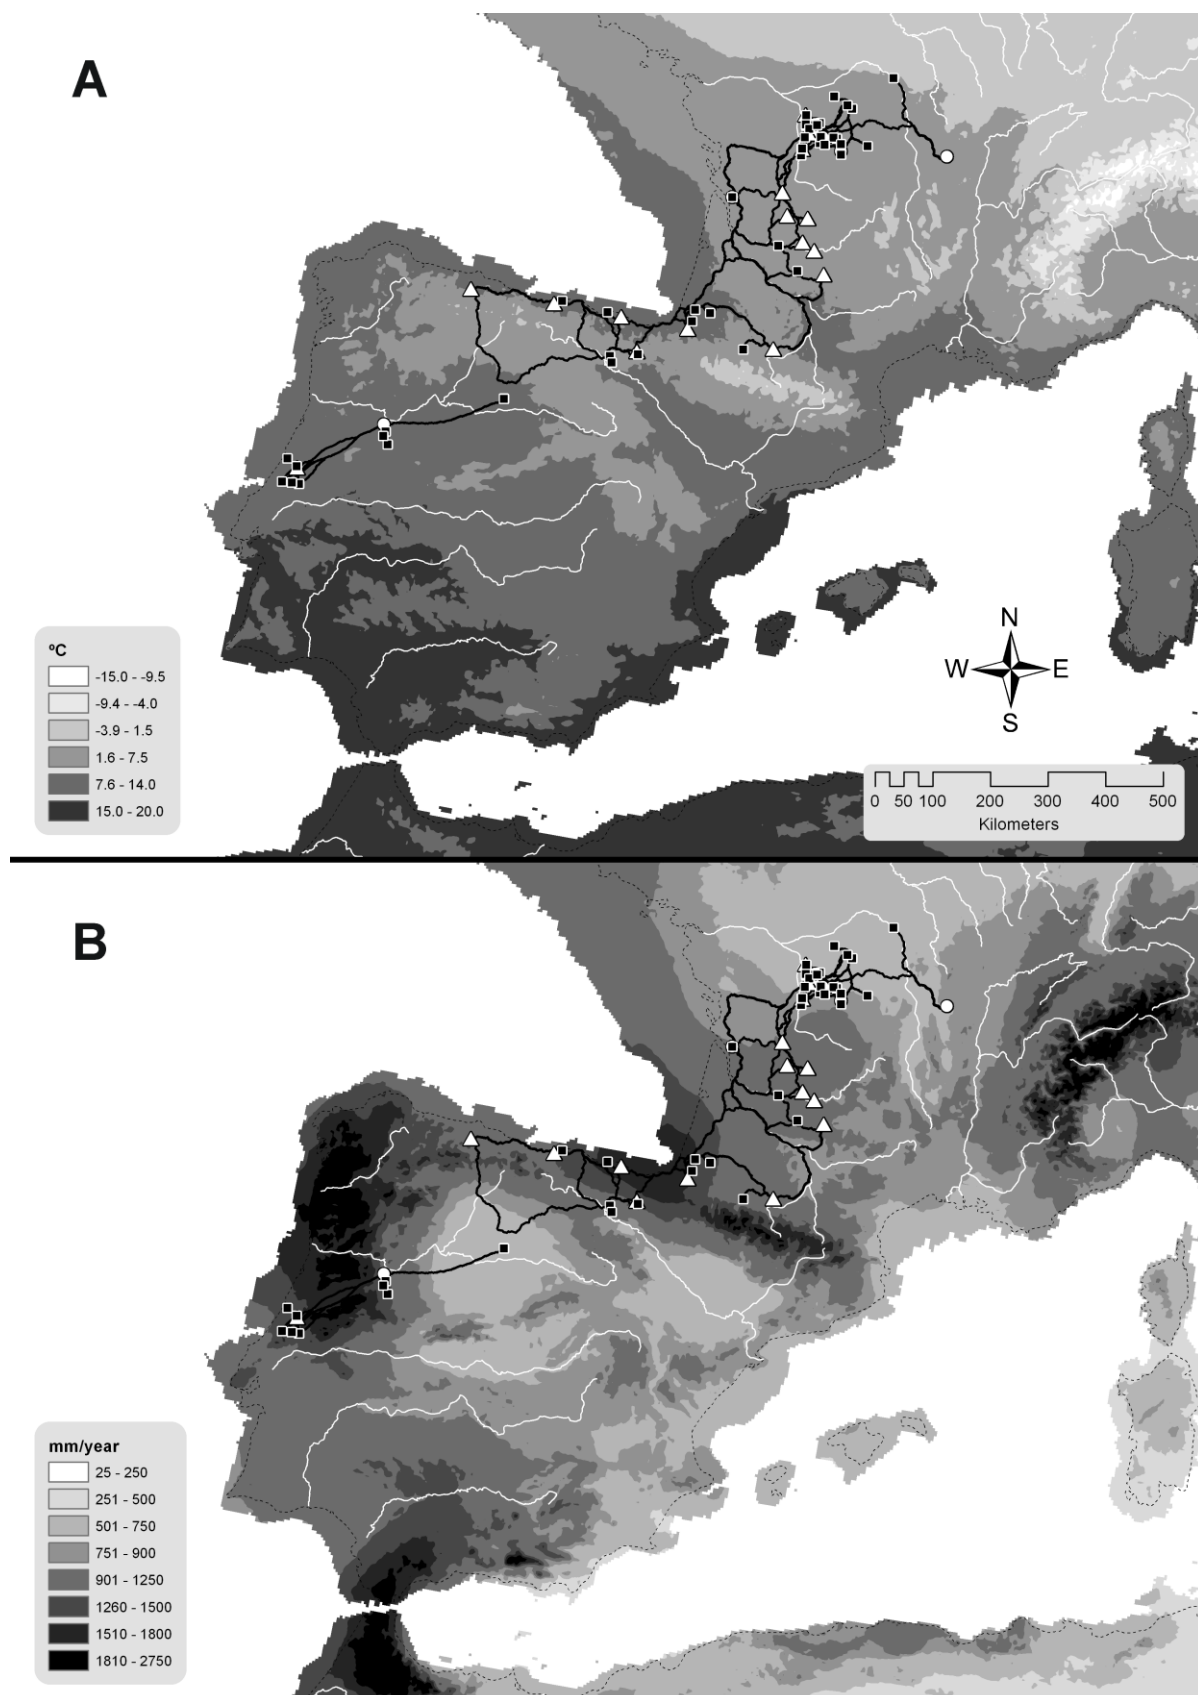 A
°C
-15.0 - -9.5
-9.4 - -4.0
-3.9 - 1.5
1.6 - 7.5
7.6 - 14.0
15.0 - 20.0
N
W E
S
0 50 100 200 300 400 500
Kilometers
B
mm/year
25 - 250
251 - 500
501 - 750
751 - 900
901 - 1250
1260 - 1500
1510 - 1800
1810 - 2750